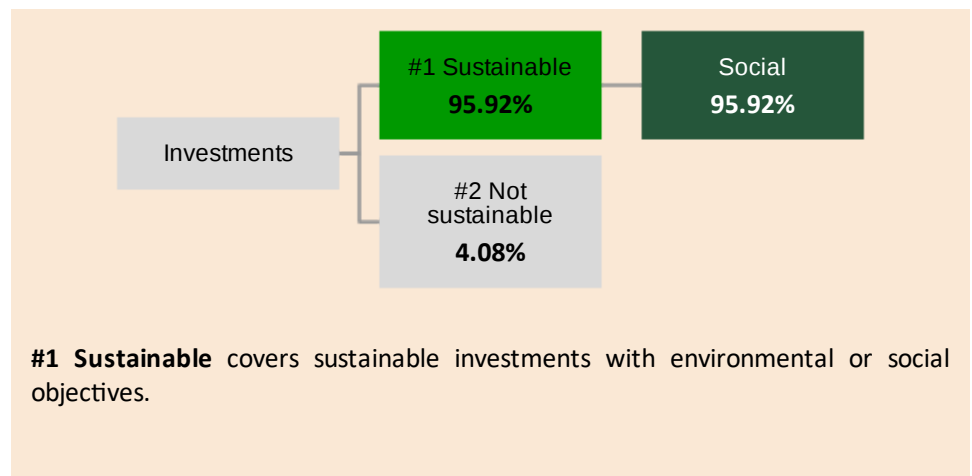 #1 Sustainable
95.92%
Social
95.92%
Investments
#2 Not
sustainable
4.08%
#1 Sustainable covers sustainable investments with environmental or social
objectives.